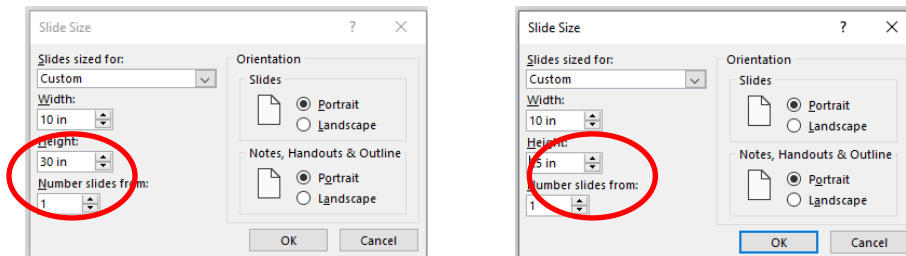 Slide Size ? ×
Slides sized for:
Custom
Width:
10 in
Height:
30 in
Number slides from:
1
Orientation
Slides
Portrait
Landscape
Notes, Handouts & Outline
Portrait
Landscape
OK Cancel
Slide Size ? ×
Slides sized for:
Custom
Width:
10 in
Height:
in
Number slides from:
1
Orientation
Slides
Portrait
Landscape
Notes, Handouts & Outline
Portrait
Landscape
OK Cancel